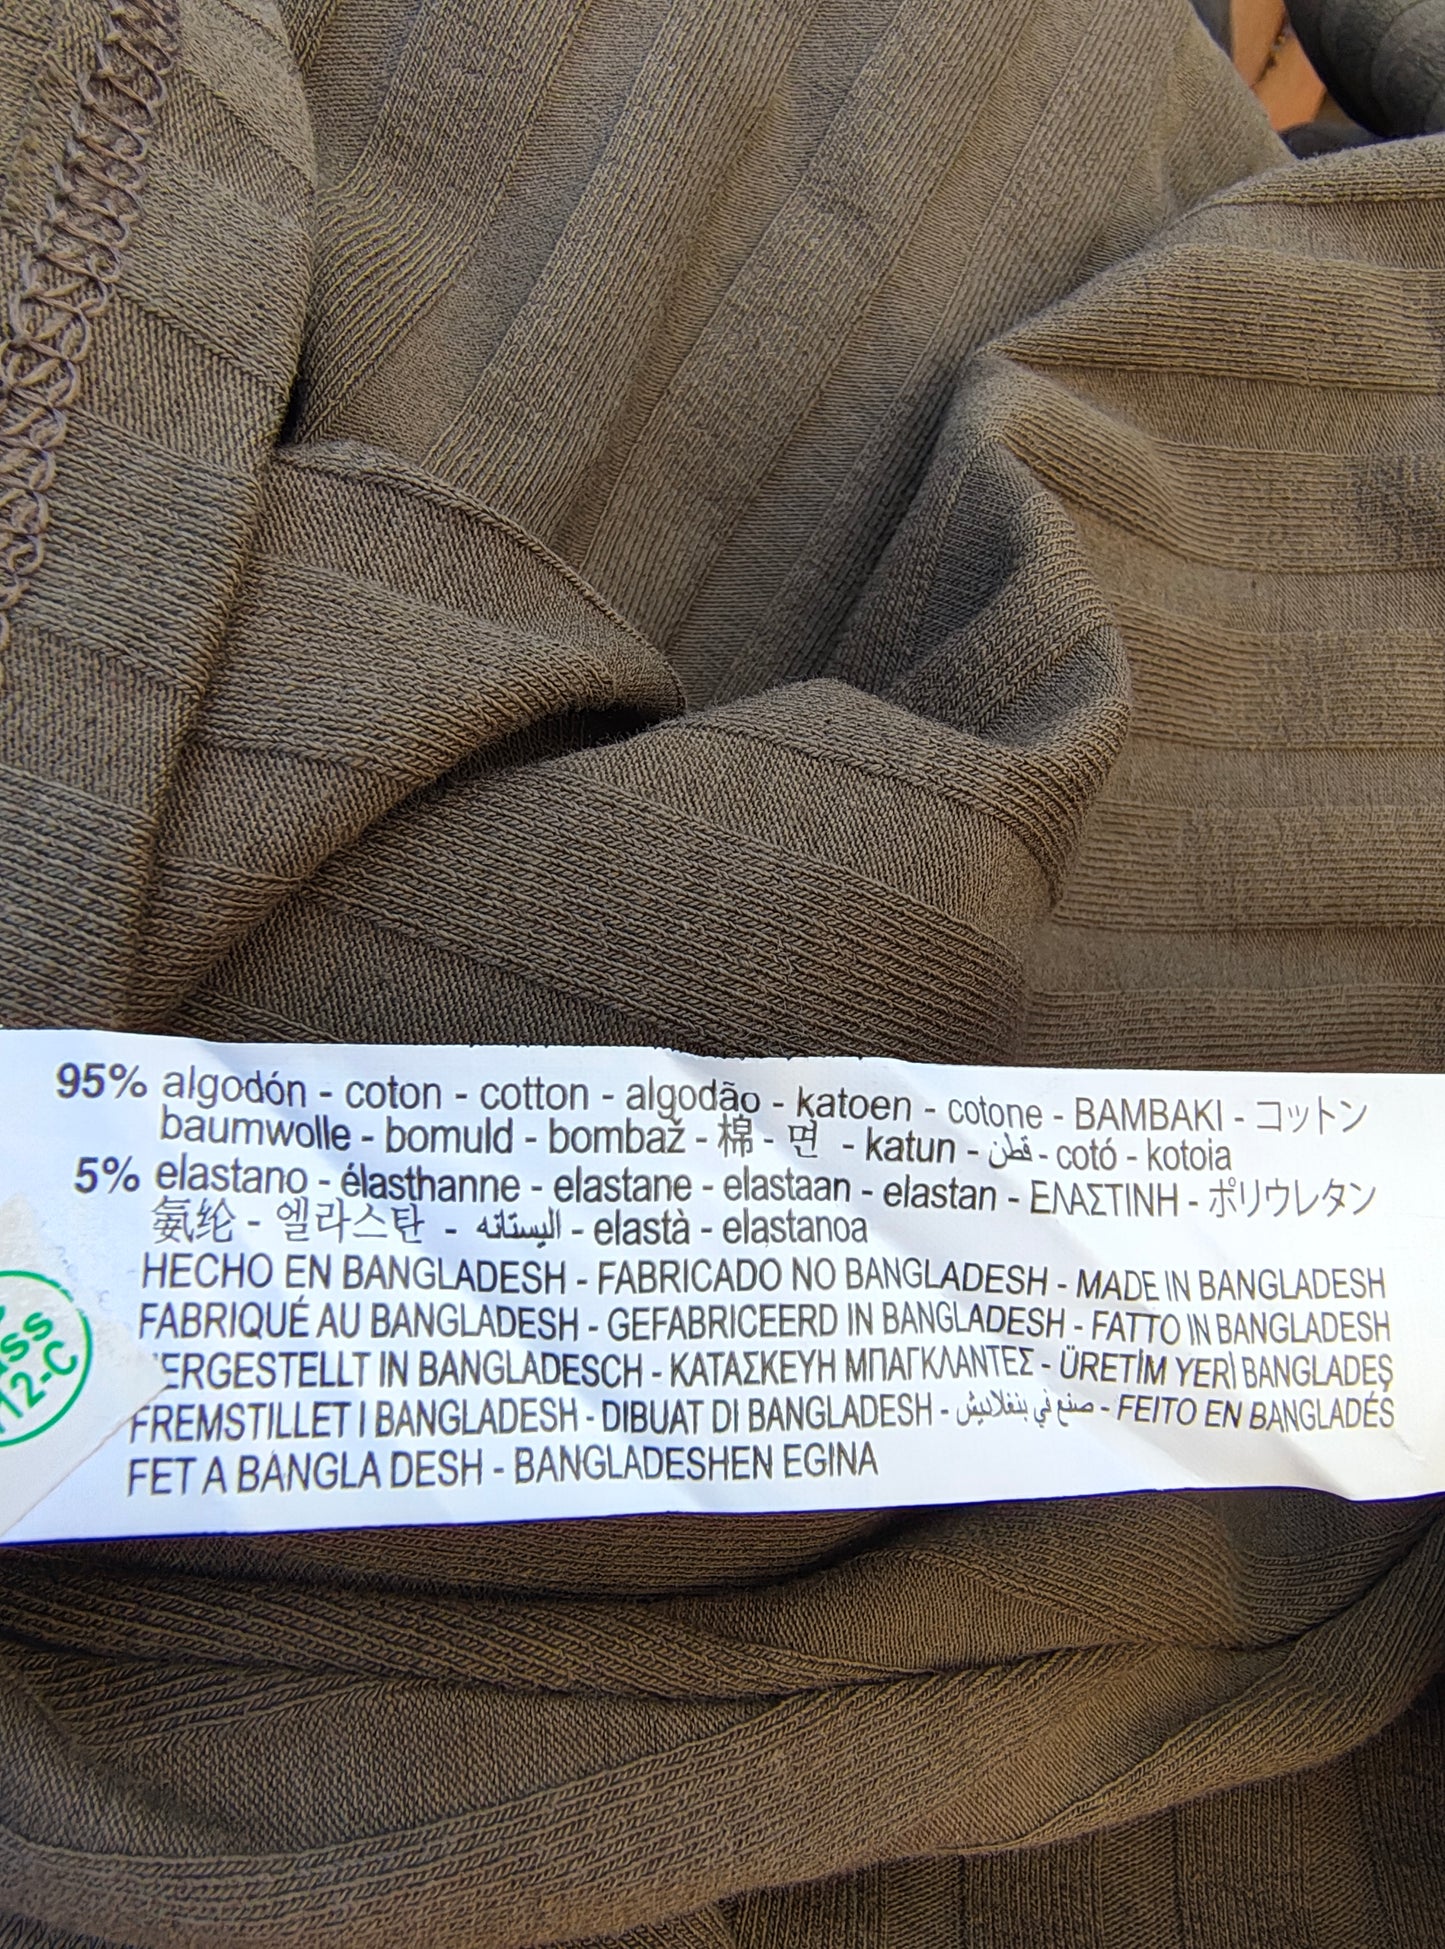 95% algodón - coton - cotton - algodão - katoen - cotone - BAMBAKI - コットン
baumwolle - bomuld - bombaž - 棉 - 면 - katun - قطن - cotó - kotoia
5% elastano - élasthanne - elastane - elastaan - elastan - ΕΛΑΣΤΙΝΗ - ポリウレタン
氨纶 - 엘라스탄 - اليستانه - elastà - elastanoa
HECHO EN BANGLADESH - FABRICADO NO BANGLADESH - MADE IN BANGLADESH
FABRIQUÉ AU BANGLADESH - GEFABRICEERD IN BANGLADESH - FATTO IN BANGLADESH
ERGESTELLT IN BANGLADESCH - ΚΑΤΑΣΚΕΥΗ ΜΠΑΓΚΛΑΝΤΕΣ - ÜRETİM YERİ BANGLADEŞ
FREMSTILLET I BANGLADESH - DIBUAT DI BANGLADESH - صنع في بنغلاديش - FEITO EN BANGLADÉS
FET A BANGLA DESH - BANGLADESHEN EGINA
ss
12-C